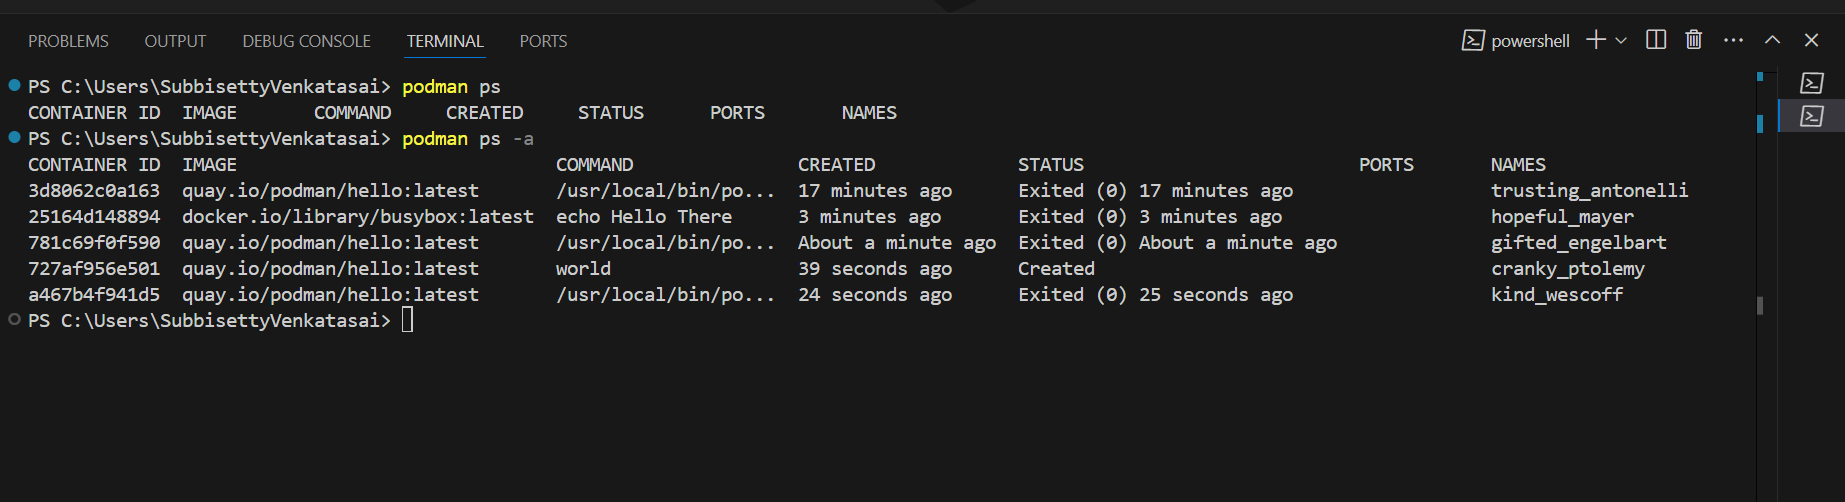 PROBLEMS OUTPUT DEBUG CONSOLE TERMINAL PORTS powershell
PS C:\Users\SubbisettyVenkatasai> podman ps
CONTAINER ID IMAGE COMMAND CREATED STATUS PORTS NAMES
PS C:\Users\SubbisettyVenkatasai> podman ps -a
CONTAINER ID IMAGE COMMAND CREATED STATUS PORTS NAMES
3d8062c0a163 quay.io/podman/hello:latest /usr/local/bin/po... 17 minutes ago Exited (0) 17 minutes ago trusting_antonelli
25164d148894 docker.io/library/busybox:latest echo Hello There 3 minutes ago Exited (0) 3 minutes ago hopeful_mayer
781c69f0f590 quay.io/podman/hello:latest /usr/local/bin/po... About a minute ago Exited (0) About a minute ago gifted_engelbart
727af956e501 quay.io/podman/hello:latest world 39 seconds ago Created cranky_ptolemy
a467b4f941d5 quay.io/podman/hello:latest /usr/local/bin/po... 24 seconds ago Exited (0) 25 seconds ago kind_wescoff
PS C:\Users\SubbisettyVenkatasai>